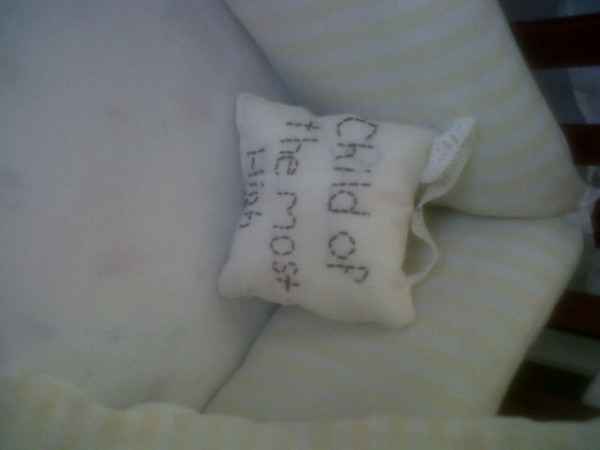 Child of
the most
High